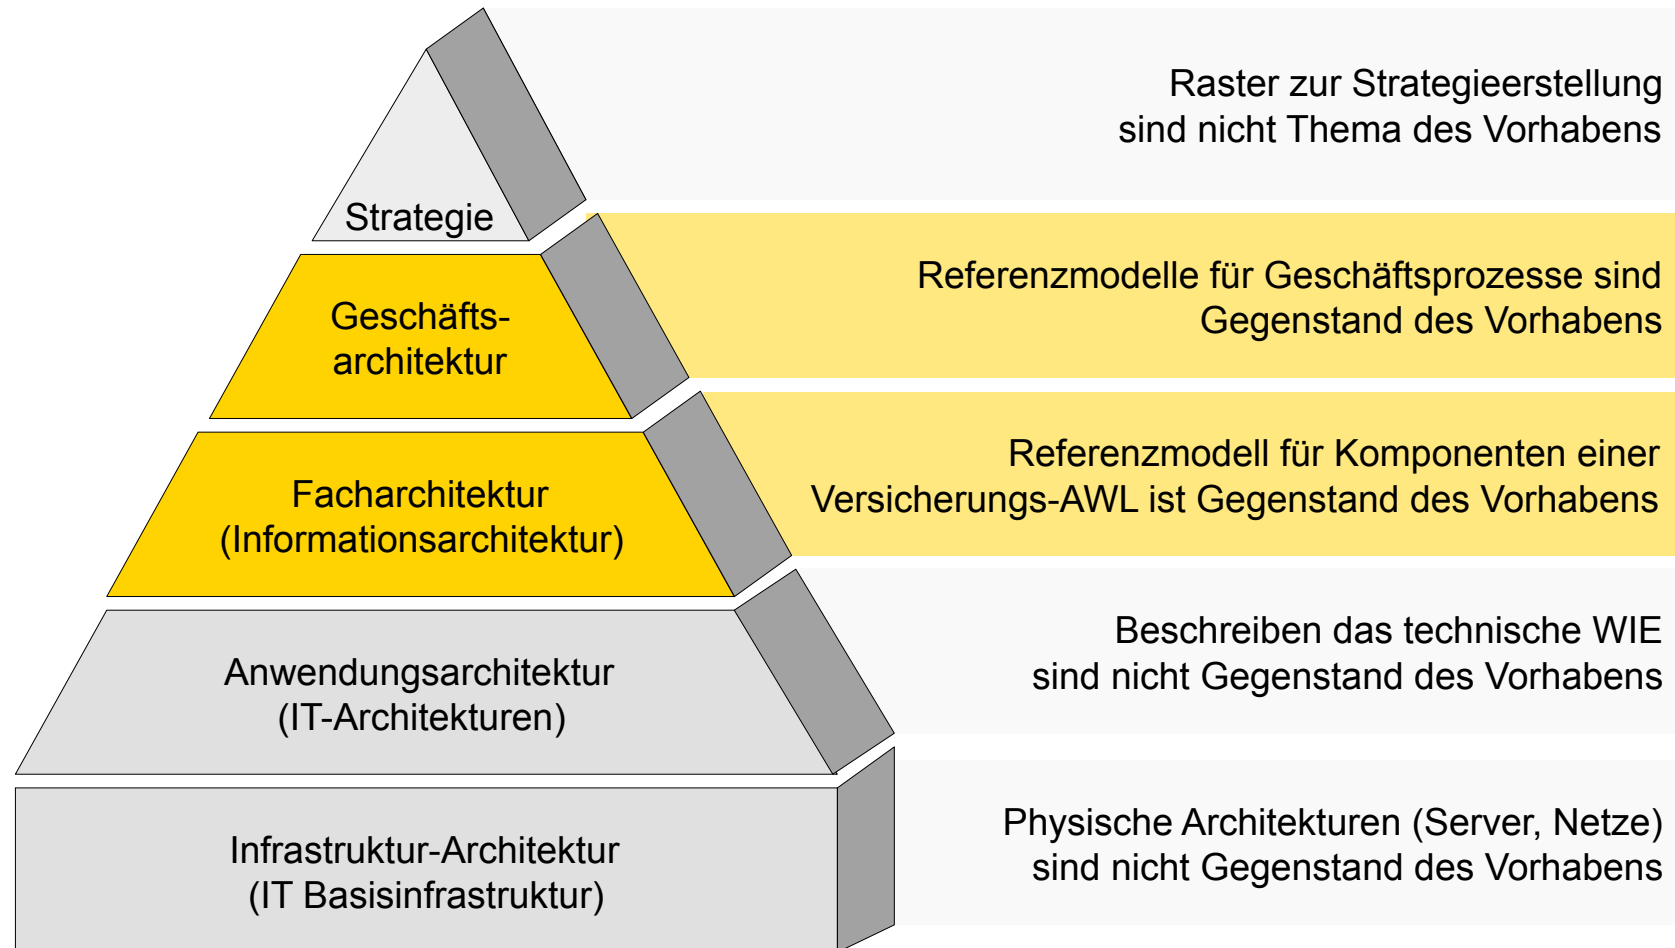 Raster zur Strategieerstellung
sind nicht Thema des Vorhabens
Strategie
Referenzmodelle für Geschäftsprozesse sind
Gegenstand des Vorhabens
Geschäfts-
architektur
Referenzmodell für Komponenten einer
Versicherungs-AWL ist Gegenstand des Vorhabens
Facharchitektur
(Informationsarchitektur)
Beschreiben das technische WIE
sind nicht Gegenstand des Vorhabens
Anwendungsarchitektur
(IT-Architekturen)
Physische Architekturen (Server, Netze)
sind nicht Gegenstand des Vorhabens
Infrastruktur-Architektur
(IT Basisinfrastruktur)